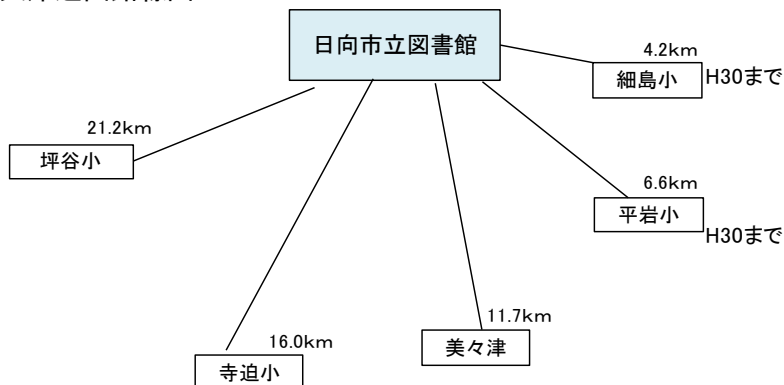 日向市立図書館
4.2km
細島小 H30まで
21.2km
坪谷小
6.6km
平岩小
H30まで
11.7km
美々津
16.0km
寺迫小